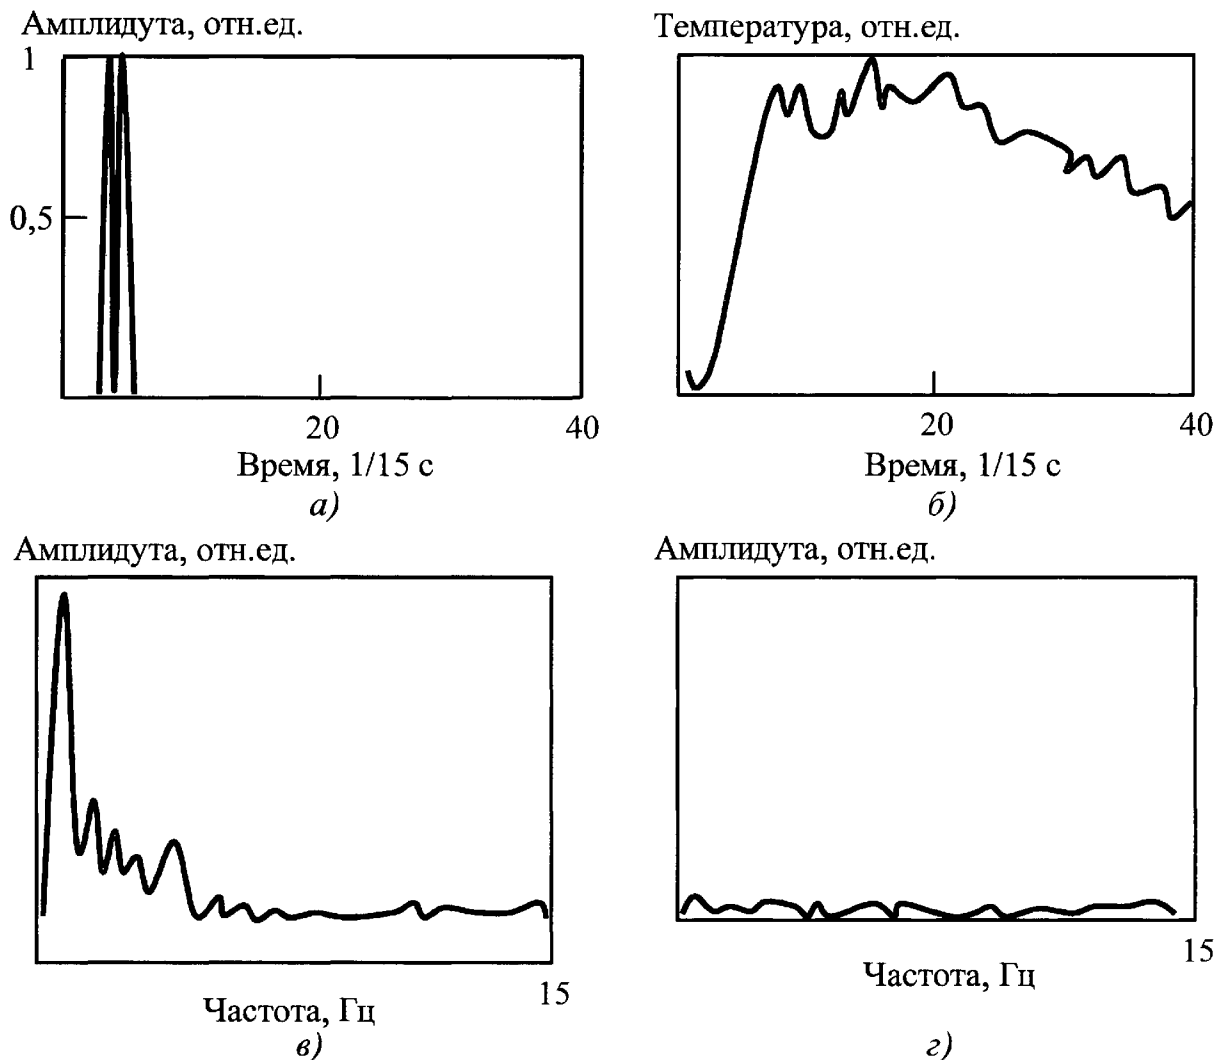 Амплидута, отн.ед.
1
0,5
20
40
Время, 1/15 с
а)
Температура, отн.ед.
20
40
Время, 1/15 с
б)
Амплидута, отн.ед.
15
Частота, Гц
в)
Амплидута, отн.ед.
15
Частота, Гц
г)